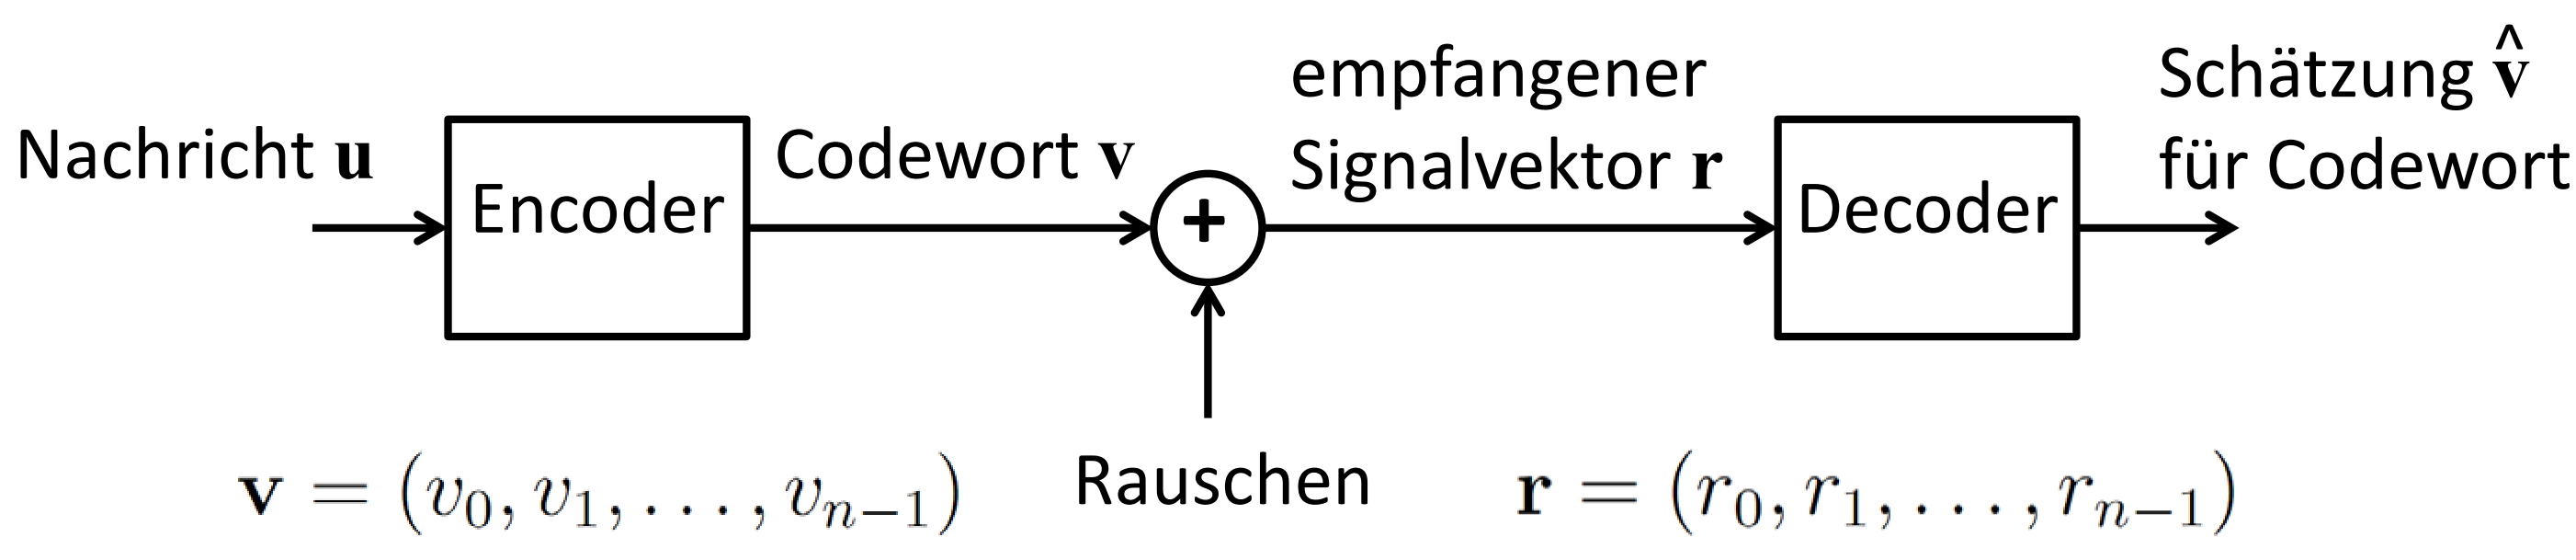 Nachricht u
Encoder
Codewort v
+
empfangener
Signalvektor r
Decoder
Schätzung v̂
für Codewort
Rauschen
v = (v₀, v₁, . . . , vₙ₋₁)
r = (r₀, r₁, . . . , rₙ₋₁)